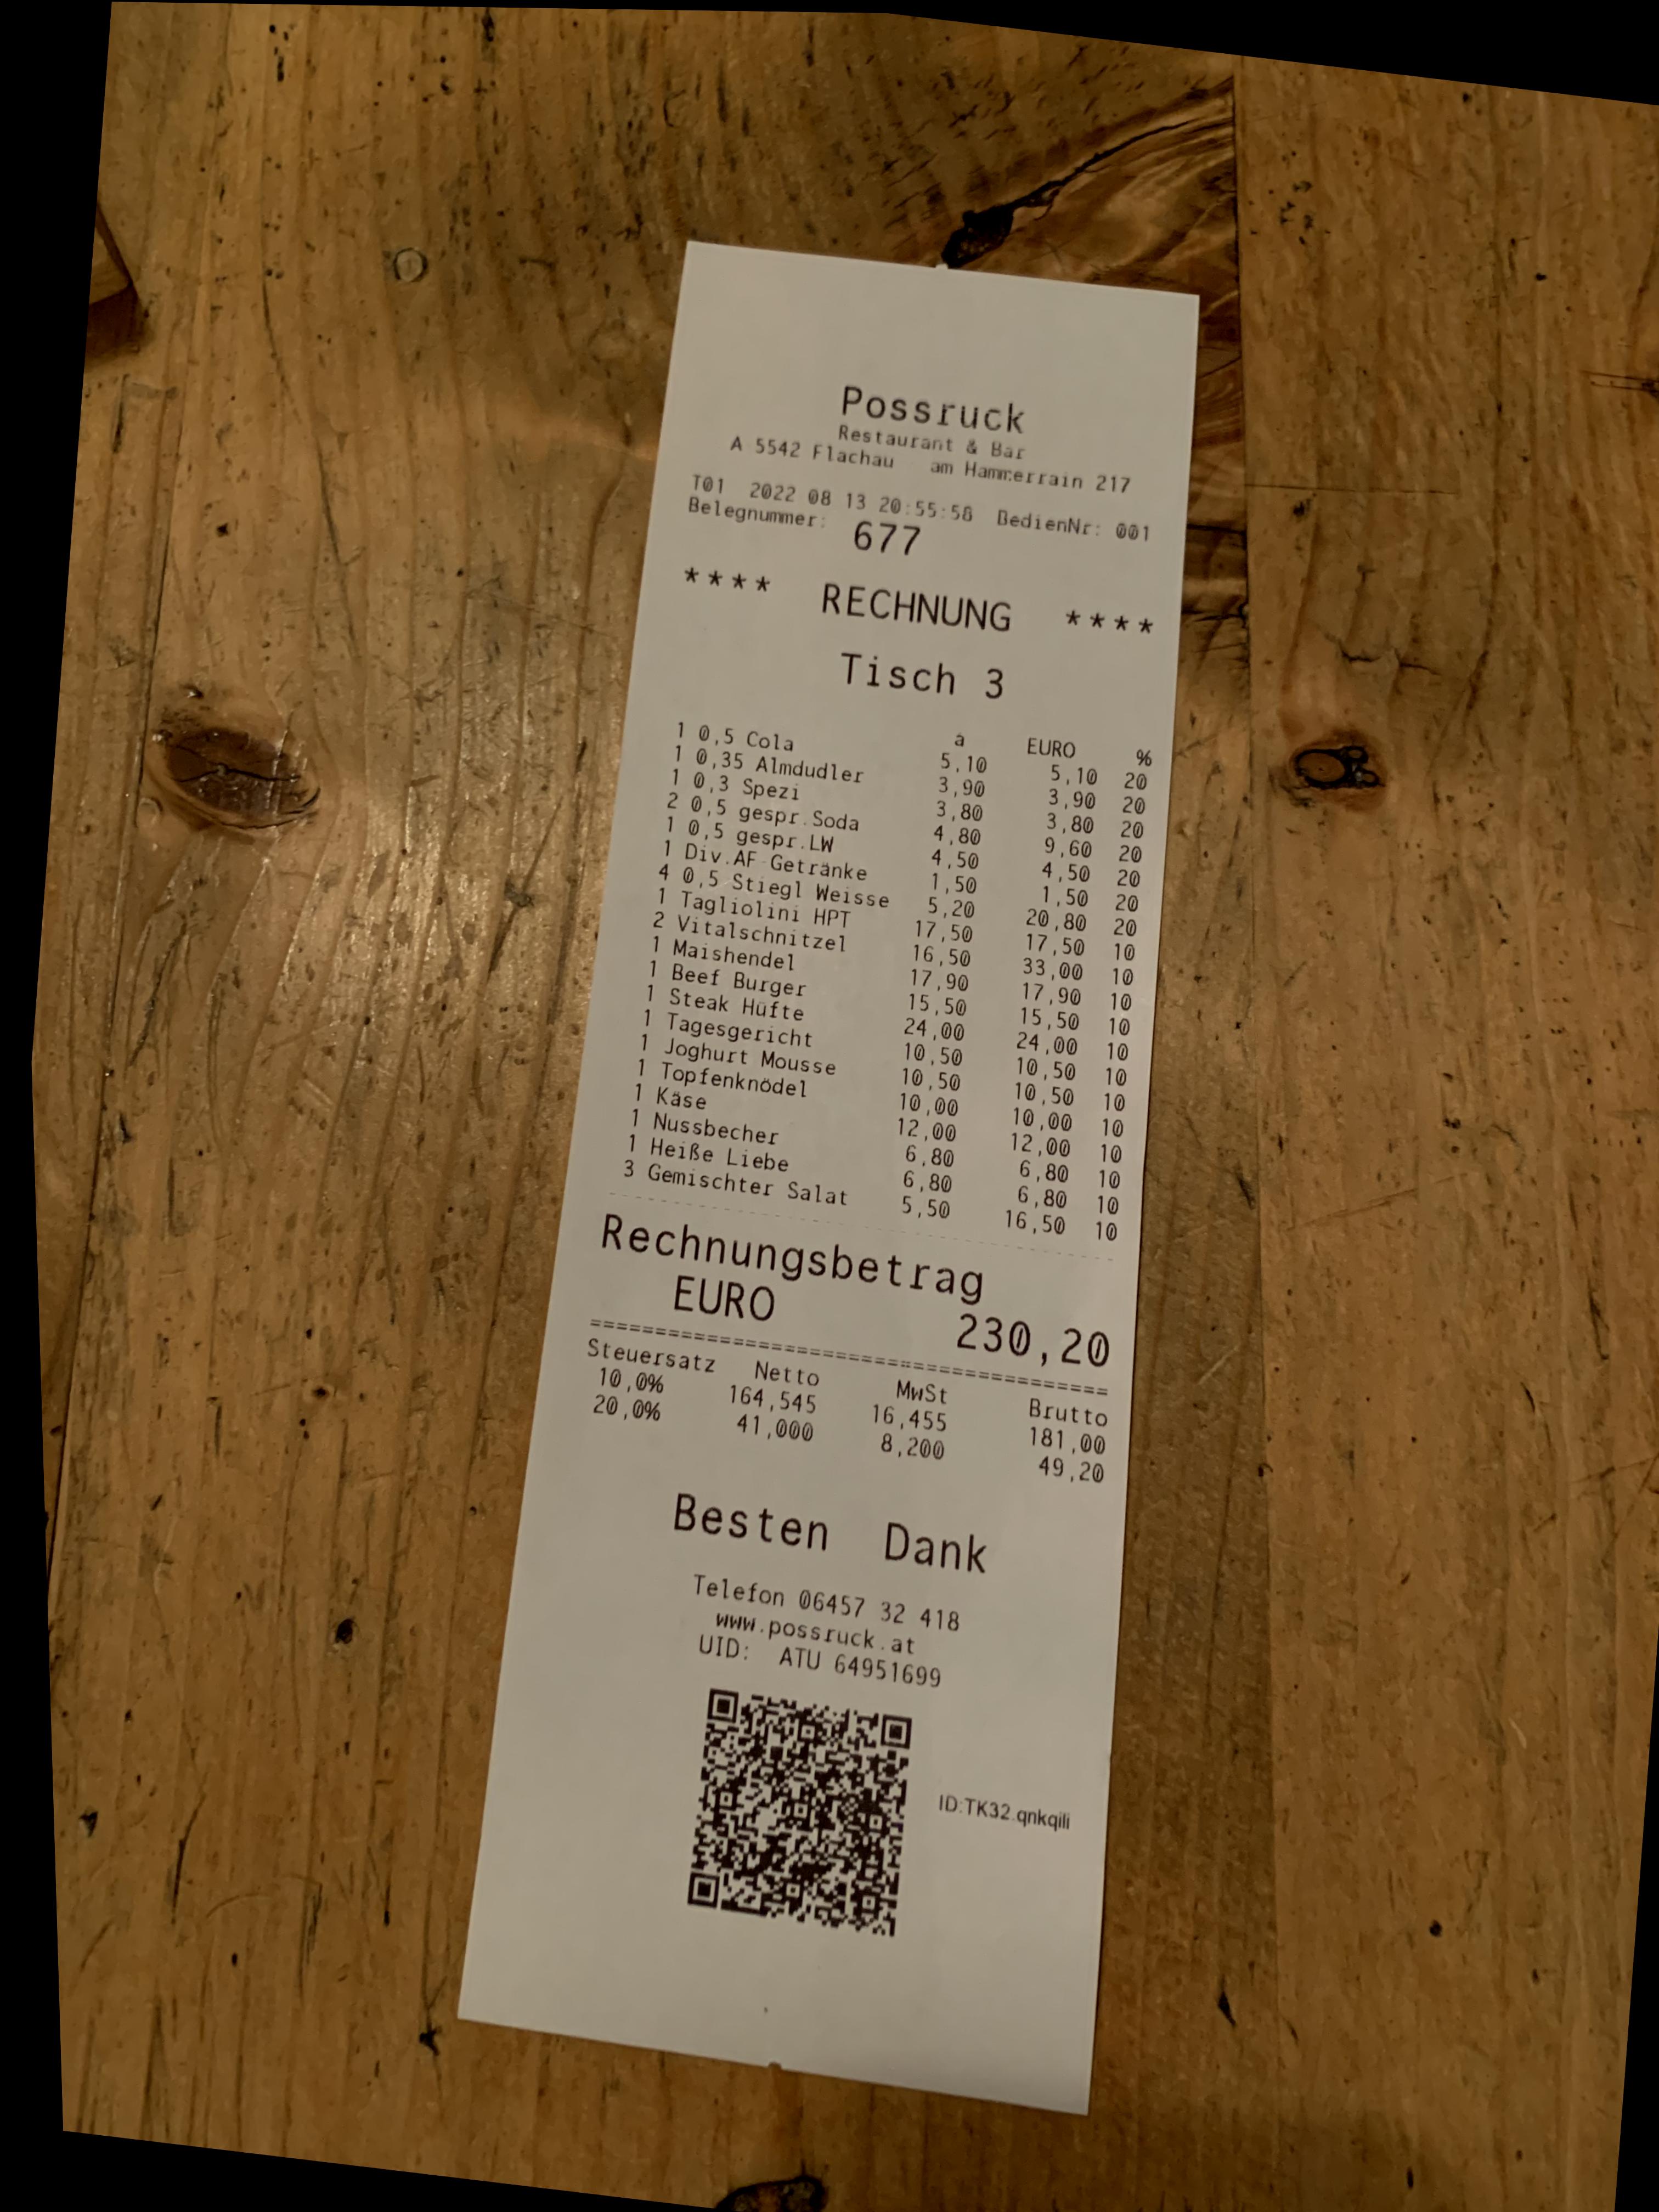 Possruck
Restaurant & Bar
A 5542 Flachau am Hammerrain 217
T01 2022 08 13 20:55:58 BedienNr: 001
Belegnummer: 677
**** RECHNUNG ****
Tisch 3
a EURO %
1 0,5 Cola 5,10 5,10 20
1 0,35 Almdudler 3,90 3,90 20
1 0,3 Spezi 3,80 3,80 20
2 0,5 gespr.Soda 4,80 9,60 20
1 0,5 gespr.LW 4,50 4,50 20
1 Div.AF-Getränke 1,50 1,50 20
4 0,5 Stiegl Weisse 5,20 20,80 20
1 Tagliolini HPT 17,50 17,50 10
2 Vitalschnitzel 16,50 33,00 10
1 Maishendel 17,90 17,90 10
1 Beef Burger 15,50 15,50 10
1 Steak Hüfte 24,00 24,00 10
1 Tagesgericht 10,50 10,50 10
1 Joghurt Mousse 10,50 10,50 10
1 Topfenknödel 10,00 10,00 10
1 Käse 12,00 12,00 10
1 Nussbecher 6,80 6,80 10
1 Heiße Liebe 6,80 6,80 10
3 Gemischter Salat 5,50 16,50 10
Rechnungsbetrag
EURO 230,20
Steuersatz Netto MwSt Brutto
10,0% 164,545 16,455 181,00
20,0% 41,000 8,200 49,20
Besten Dank
Telefon 06457 32 418
www.possruck.at
UID: ATU 64951699
ID:TK32.qnkqili